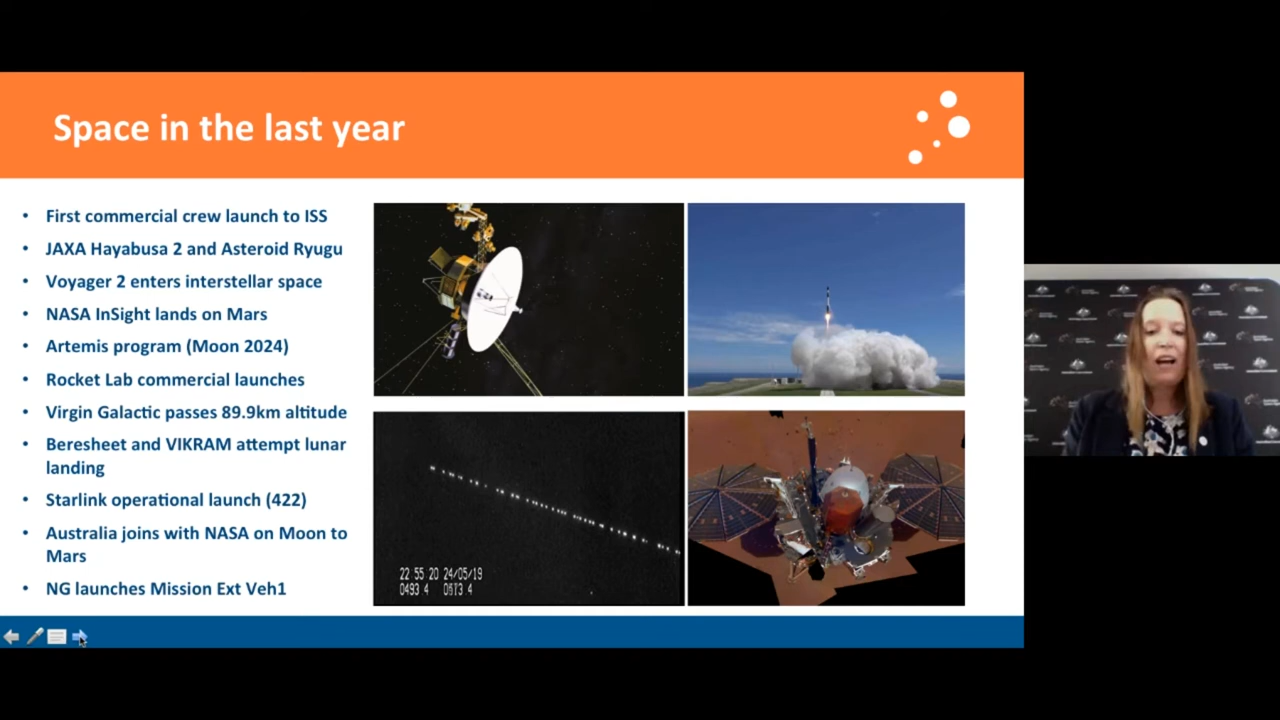 Space in the last year
• First commercial crew launch to ISS
• JAXA Hayabusa 2 and Asteroid Ryugu
• Voyager 2 enters interstellar space
• NASA InSight lands on Mars
• Artemis program (Moon 2024)
• Rocket Lab commercial launches
• Virgin Galactic passes 89.9km altitude
• Beresheet and VIKRAM attempt lunar
landing
• Starlink operational launch (422)
• Australia joins with NASA on Moon to
Mars
• NG launches Mission Ext Veh1
22 55 20 24/05/19
0493 4 0673 4